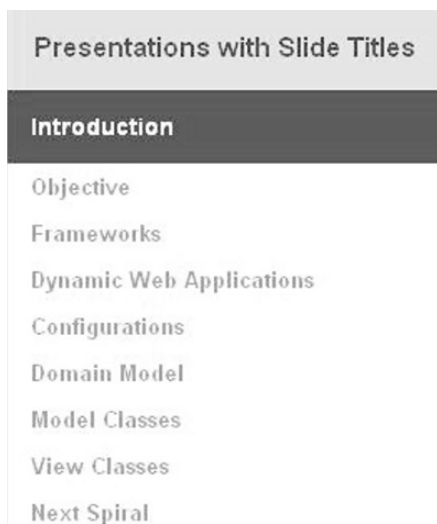 Presentations with Slide Titles
Introduction
Objective
Frameworks
Dynamic Web Applications
Configurations
Domain Model
Model Classes
View Classes
Next Spiral